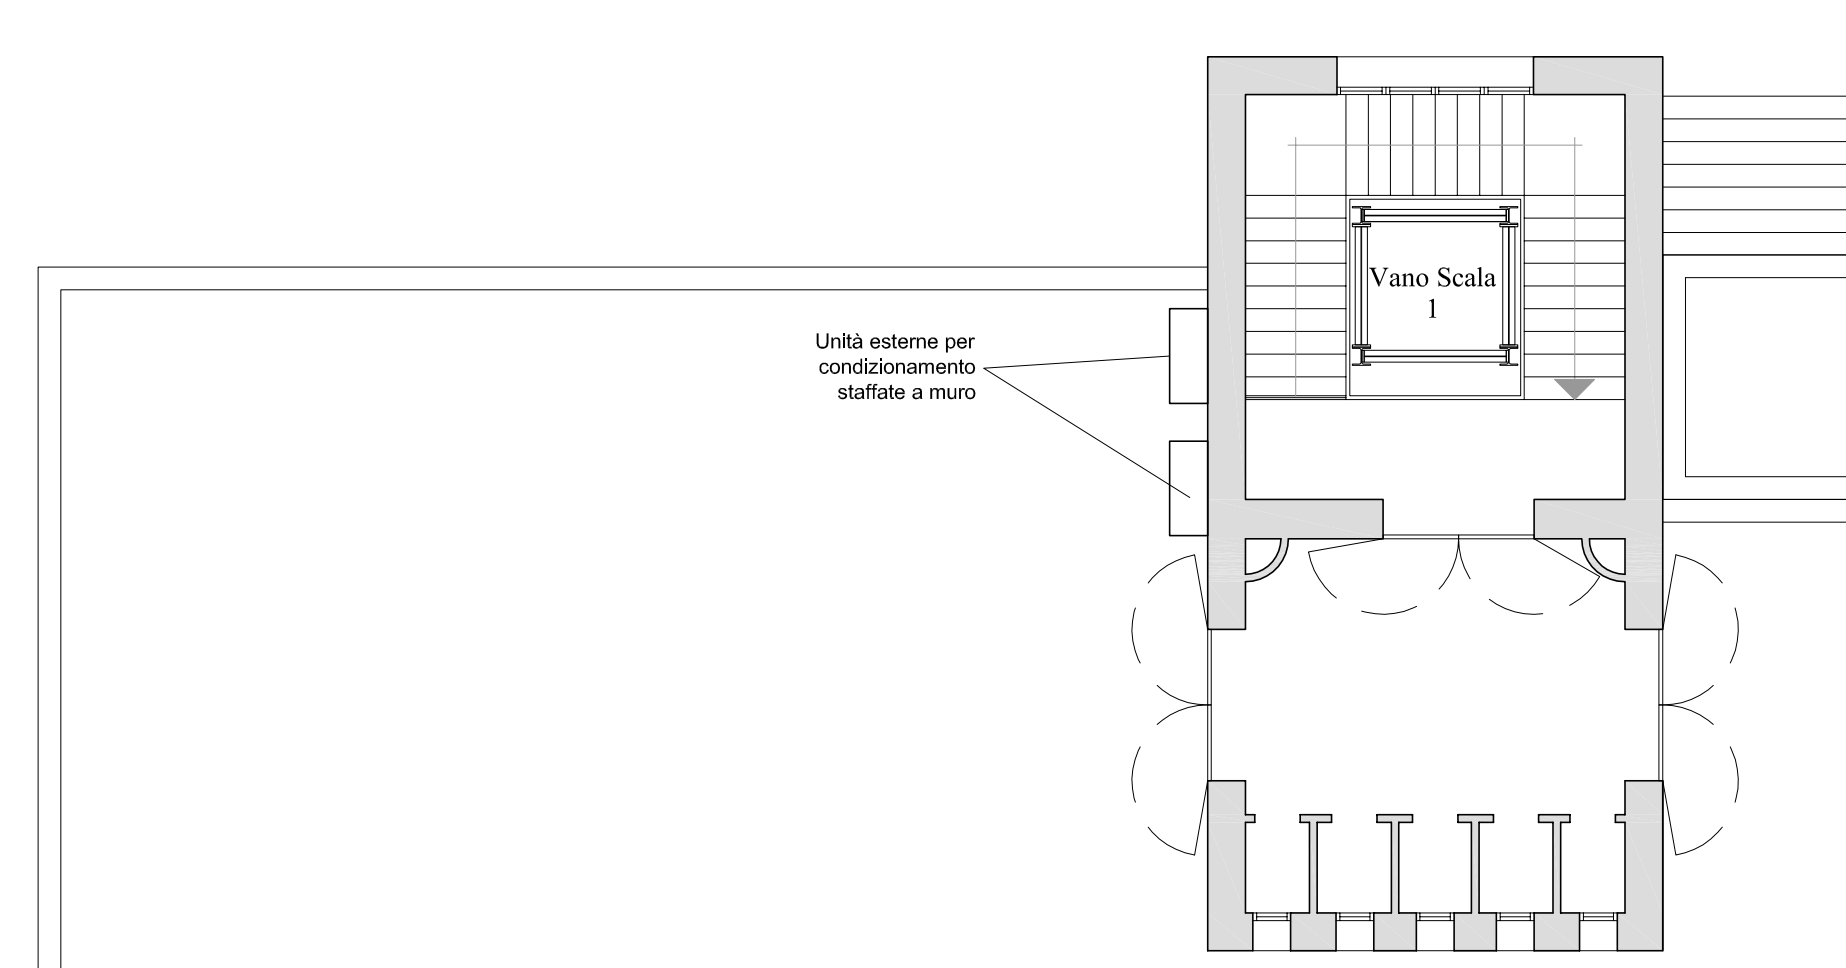 Vano Scala
1
Unità esterne per
condizionamento
staffate a muro